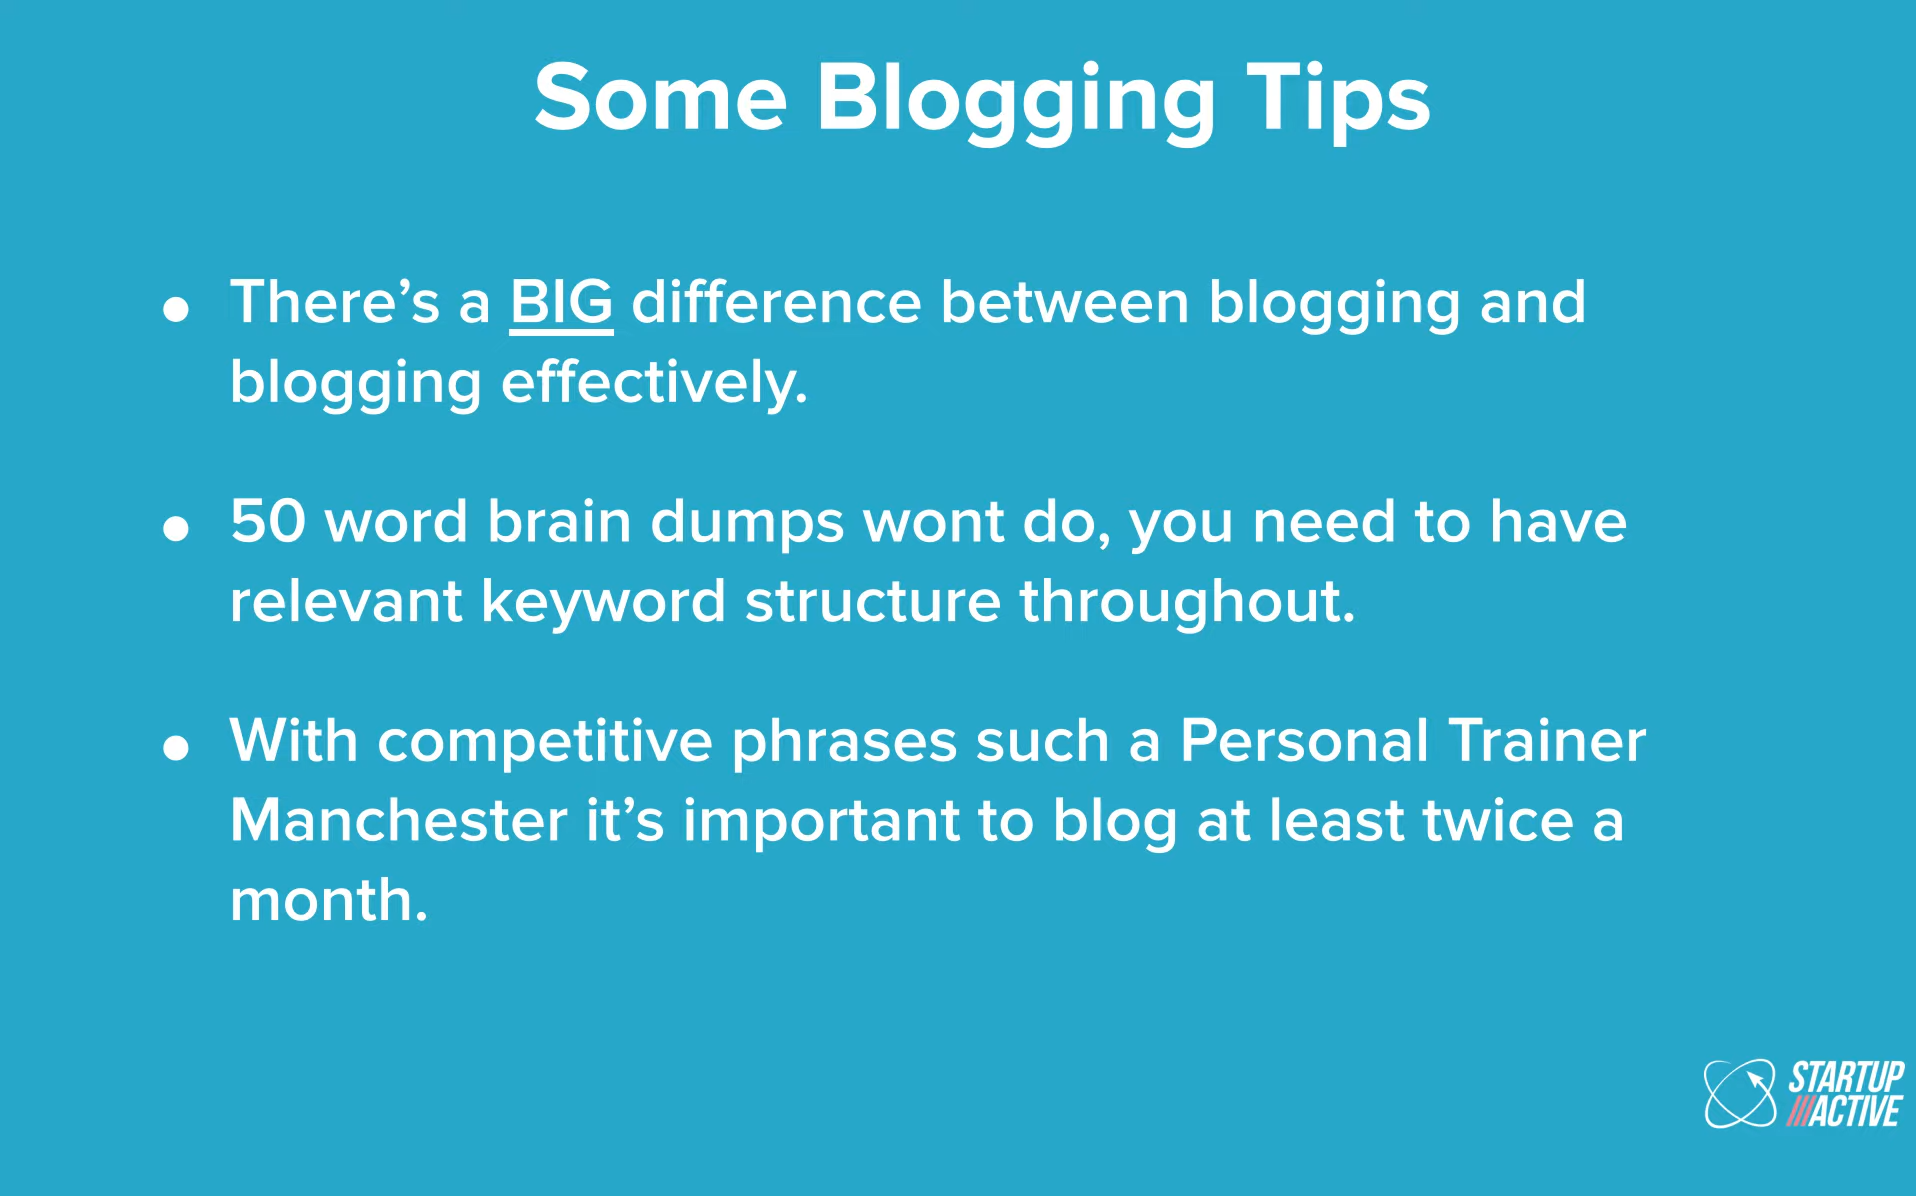 Some Blogging Tips
• There’s a BIG difference between blogging and
blogging effectively.
• 50 word brain dumps wont do, you need to have
relevant keyword structure throughout.
• With competitive phrases such a Personal Trainer
Manchester it’s important to blog at least twice a
month.
STARTUP
ACTIVE